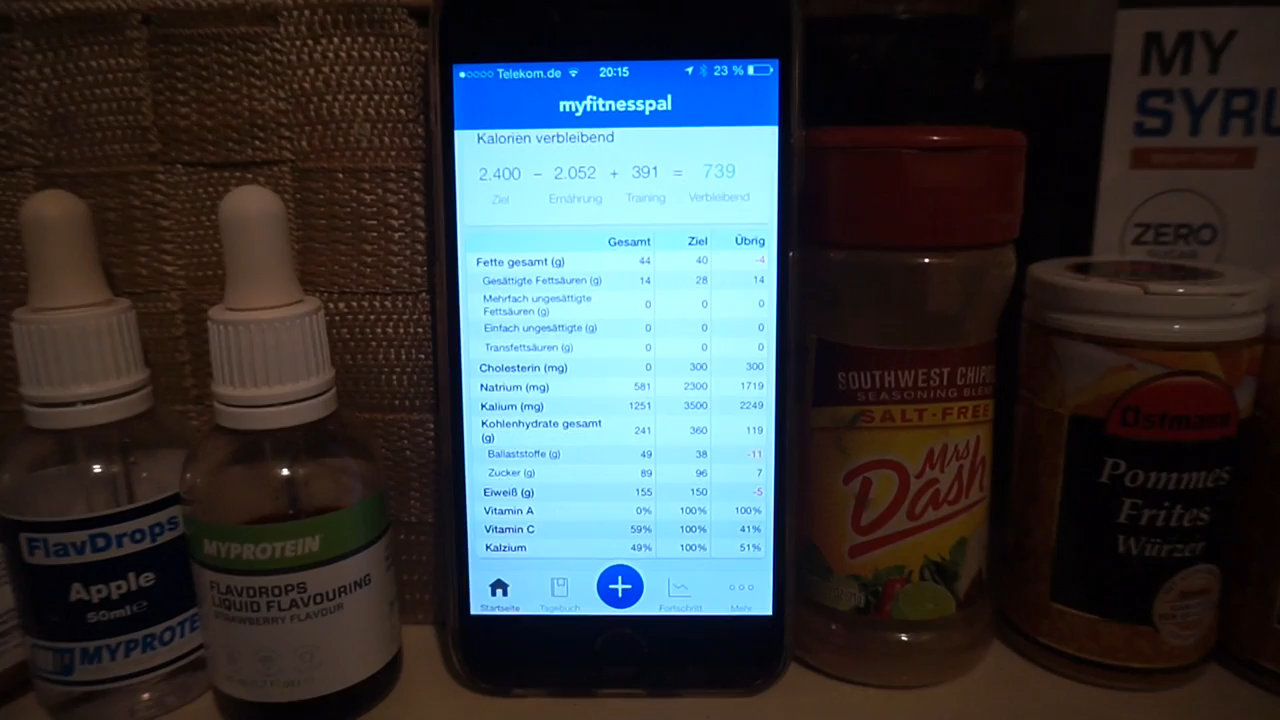 Telekom.de 20:15 23 %
myfitnesspal
Kalorien verbleibend
2.400 − 2.052 + 391 = 739
Ziel Ernährung Training Verbleibend
Gesamt Ziel Übrig
Fette gesamt (g) 44 40 -4
Gesättigte Fettsäuren (g) 14 28 14
Mehrfach ungesättigte
Fettsäuren (g) 0 0 0
Einfach ungesättigte (g) 0 0 0
Transfettsäuren (g) 0 0 0
Cholesterin (mg) 0 300 300
Natrium (mg) 581 2300 1719
Kalium (mg) 1251 3500 2249
Kohlenhydrate gesamt
(g) 241 360 119
Ballaststoffe (g) 49 38 -11
Zucker (g) 89 96 7
Eiweiß (g) 155 150 -5
Vitamin A 0% 100% 100%
Vitamin C 59% 100% 41%
Kalzium 49% 100% 51%
Startseite Tagebuch + Fortschritt Mehr
FlavDrops
Apple
50ml e
MYPROTE
MYPROTEIN
FLAVDROPS
LIQUID FLAVOURING
STRAWBERRY FLAVOUR
SOUTHWEST CHIPO
SEASONING BLEN
SALT-FREE
Mrs
Dash
MY
SYRU
ZERO
Ostmann
Pommes
Frites
Würzer